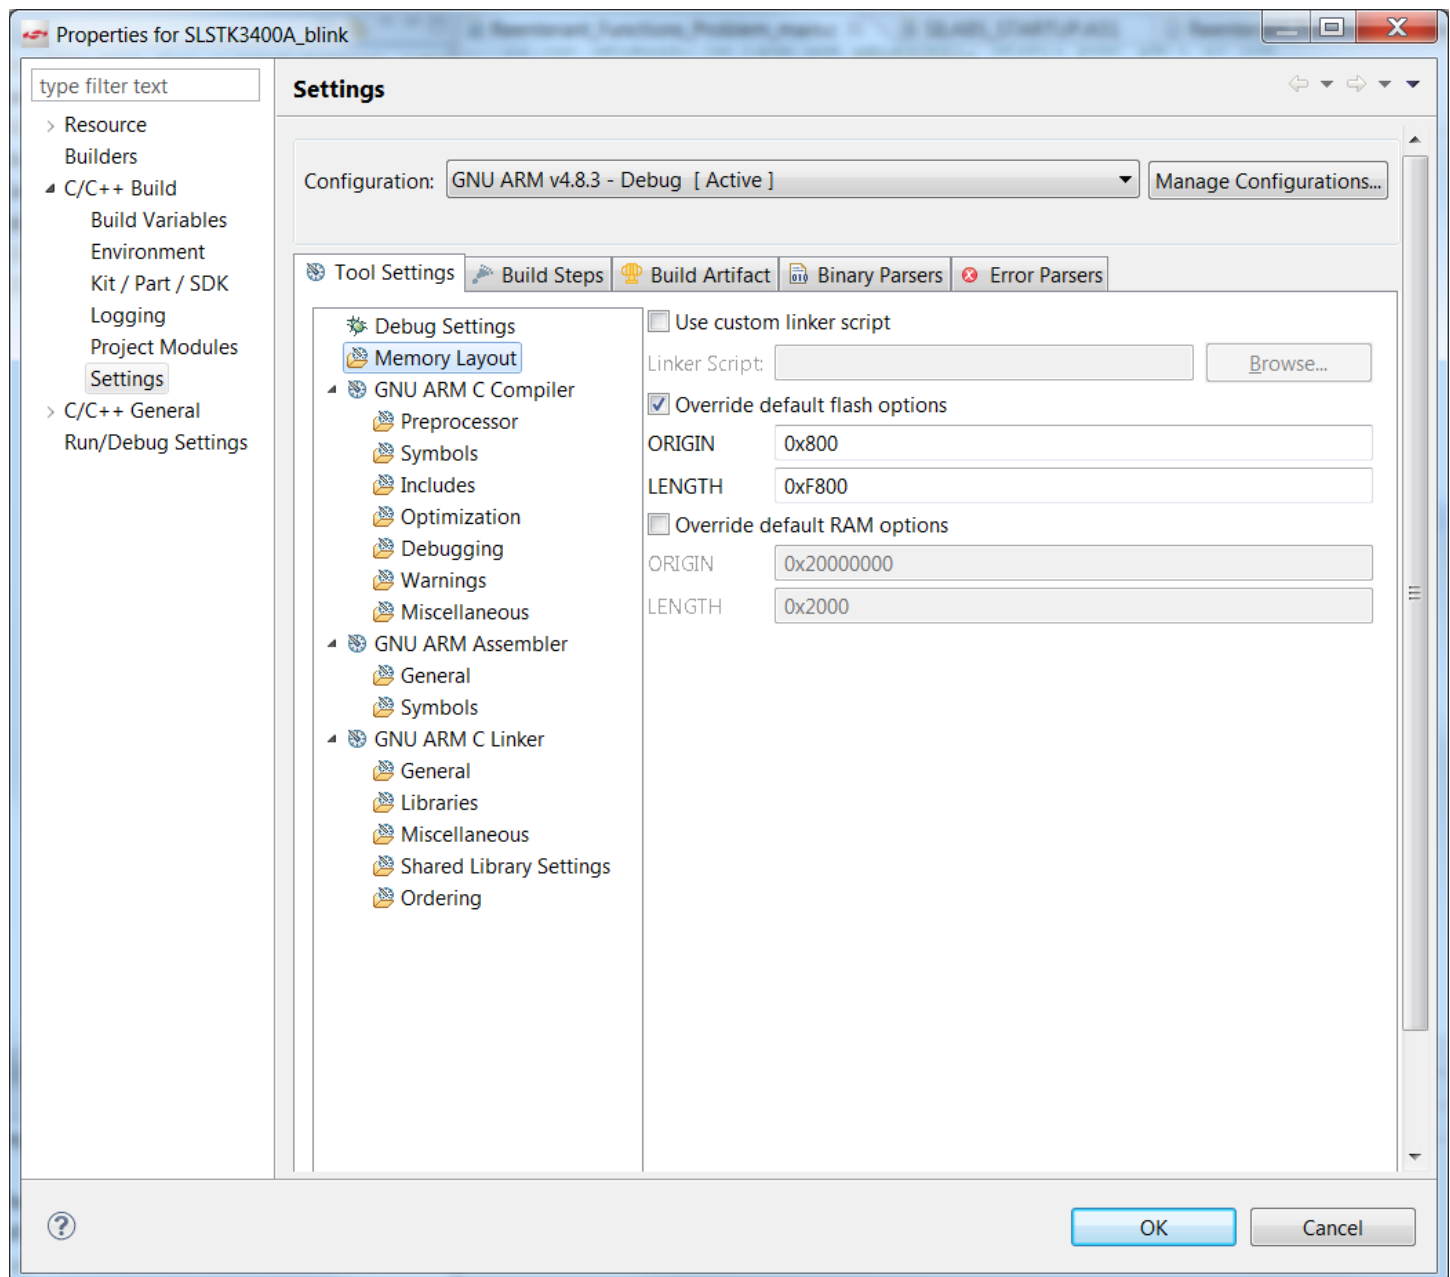 Properties for SLSTK3400A_blink
type filter text
Resource
Builders
C/C++ Build
Build Variables
Environment
Kit / Part / SDK
Logging
Project Modules
Settings
C/C++ General
Run/Debug Settings
Settings
Configuration: GNU ARM v4.8.3 - Debug [ Active ] Manage Configurations...
Tool Settings Build Steps Build Artifact Binary Parsers Error Parsers
Debug Settings
Memory Layout
GNU ARM C Compiler
Preprocessor
Symbols
Includes
Optimization
Debugging
Warnings
Miscellaneous
GNU ARM Assembler
General
Symbols
GNU ARM C Linker
General
Libraries
Miscellaneous
Shared Library Settings
Ordering
Use custom linker script
Linker Script: Browse...
Override default flash options
ORIGIN 0x800
LENGTH 0xF800
Override default RAM options
ORIGIN 0x20000000
LENGTH 0x2000
OK Cancel